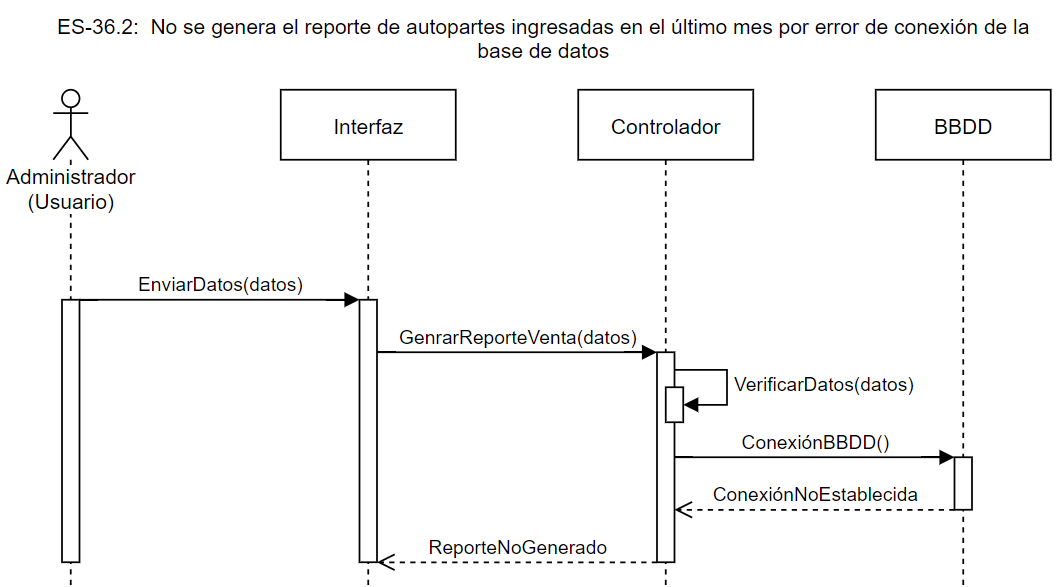 ES-36.2:  No se genera el reporte de autopartes ingresadas en el último mes por error de conexión de la
base de datos
Interfaz
Controlador
BBDD
Administrador
(Usuario)
EnviarDatos(datos)
GenrarReporteVenta(datos)
VerificarDatos(datos)
ConexiónBBDD()
ConexiónNoEstablecida
ReporteNoGenerado